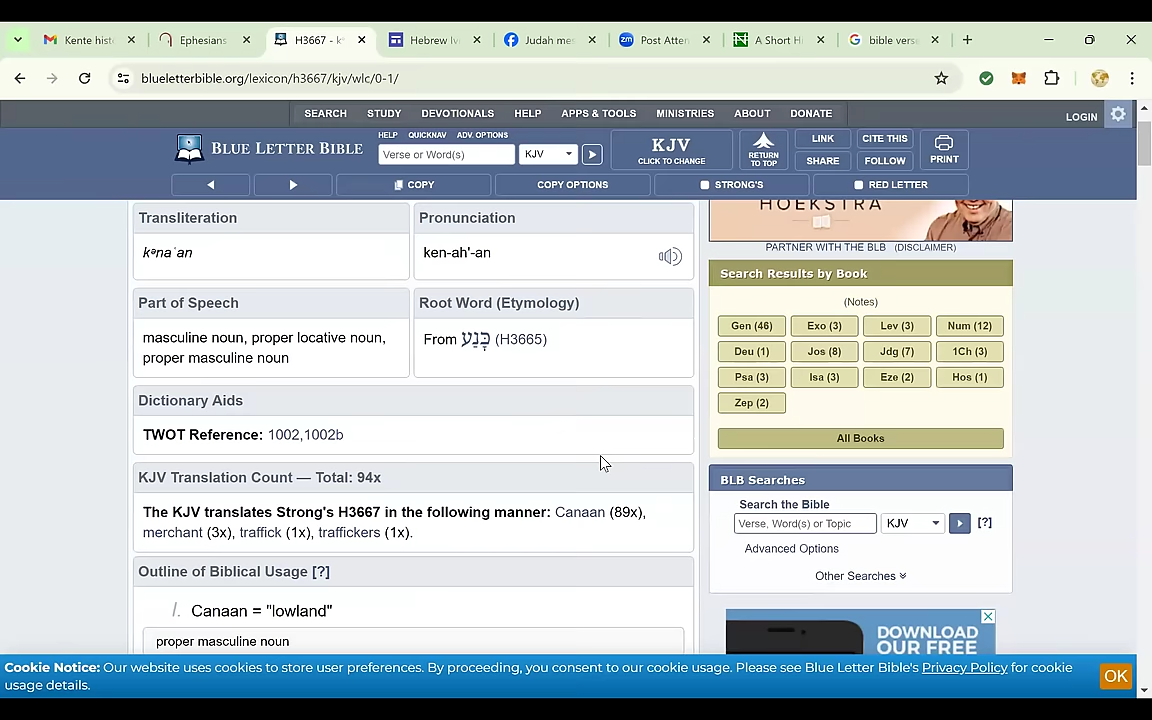 Kente hist
Ephesians
H3667 - kᵉ
Hebrew Iv
Judah me
Post Atten
A Short Hi
bible verse
blueletterbible.org/lexicon/h3667/kjv/wlc/0-1/
SEARCH STUDY DEVOTIONALS HELP APPS & TOOLS MINISTRIES ABOUT DONATE LOGIN
BLUE LETTER BIBLE
HELP QUICKNAV ADV. OPTIONS
Verse or Word(s) KJV
KJV
CLICK TO CHANGE
RETURN
TO TOP
LINK CITE THIS
SHARE FOLLOW
PRINT
COPY COPY OPTIONS STRONG'S RED LETTER
Transliteration
kᵊnaʿan
Pronunciation
ken-ah'-an
Part of Speech
masculine noun, proper locative noun,
proper masculine noun
Root Word (Etymology)
From כָּנַע (H3665)
Dictionary Aids
TWOT Reference: 1002,1002b
KJV Translation Count — Total: 94x
The KJV translates Strong's H3667 in the following manner: Canaan (89x),
merchant (3x), traffick (1x), traffickers (1x).
Outline of Biblical Usage [?]
I. Canaan = "lowland"
proper masculine noun
HOEKSTRA
PARTNER WITH THE BLB (DISCLAIMER)
Search Results by Book
(Notes)
Gen (46) Exo (3) Lev (3) Num (12)
Deu (1) Jos (8) Jdg (7) 1Ch (3)
Psa (3) Isa (3) Eze (2) Hos (1)
Zep (2)
All Books
BLB Searches
Search the Bible
Verse, Word(s) or Topic KJV [?]
Advanced Options
Other Searches
DOWNLOAD
OUR FREE
Cookie Notice: Our website uses cookies to store user preferences. By proceeding, you consent to our cookie usage. Please see Blue Letter Bible's Privacy Policy for cookie
usage details.
OK